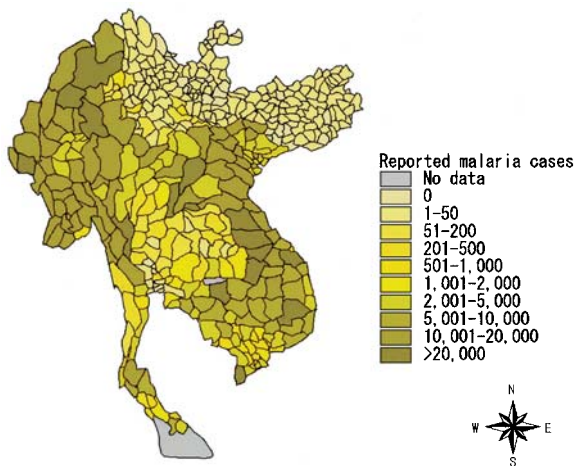 Reported malaria cases
No data
0
1-50
51-200
201-500
501-1,000
1,001-2,000
2,001-5,000
5,001-10,000
10,001-20,000
>20,000
N
W E
S